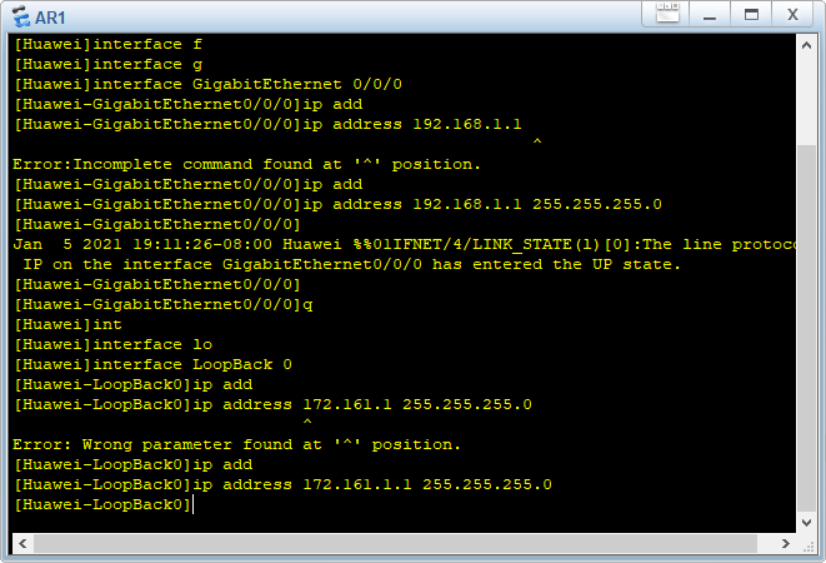 AR1
[Huawei]interface f
[Huawei]interface g
[Huawei]interface GigabitEthernet 0/0/0
[Huawei-GigabitEthernet0/0/0]ip add
[Huawei-GigabitEthernet0/0/0]ip address 192.168.1.1
^
Error:Incomplete command found at '^' position.
[Huawei-GigabitEthernet0/0/0]ip add
[Huawei-GigabitEthernet0/0/0]ip address 192.168.1.1 255.255.255.0
[Huawei-GigabitEthernet0/0/0]
Jan  5 2021 19:11:26-08:00 Huawei %%01IFNET/4/LINK_STATE(l)[0]:The line protoco
 IP on the interface GigabitEthernet0/0/0 has entered the UP state.
[Huawei-GigabitEthernet0/0/0]
[Huawei-GigabitEthernet0/0/0]q
[Huawei]int
[Huawei]interface lo
[Huawei]interface LoopBack 0
[Huawei-LoopBack0]ip add
[Huawei-LoopBack0]ip address 172.161.1 255.255.255.0
^
Error: Wrong parameter found at '^' position.
[Huawei-LoopBack0]ip add
[Huawei-LoopBack0]ip address 172.161.1.1 255.255.255.0
[Huawei-LoopBack0]